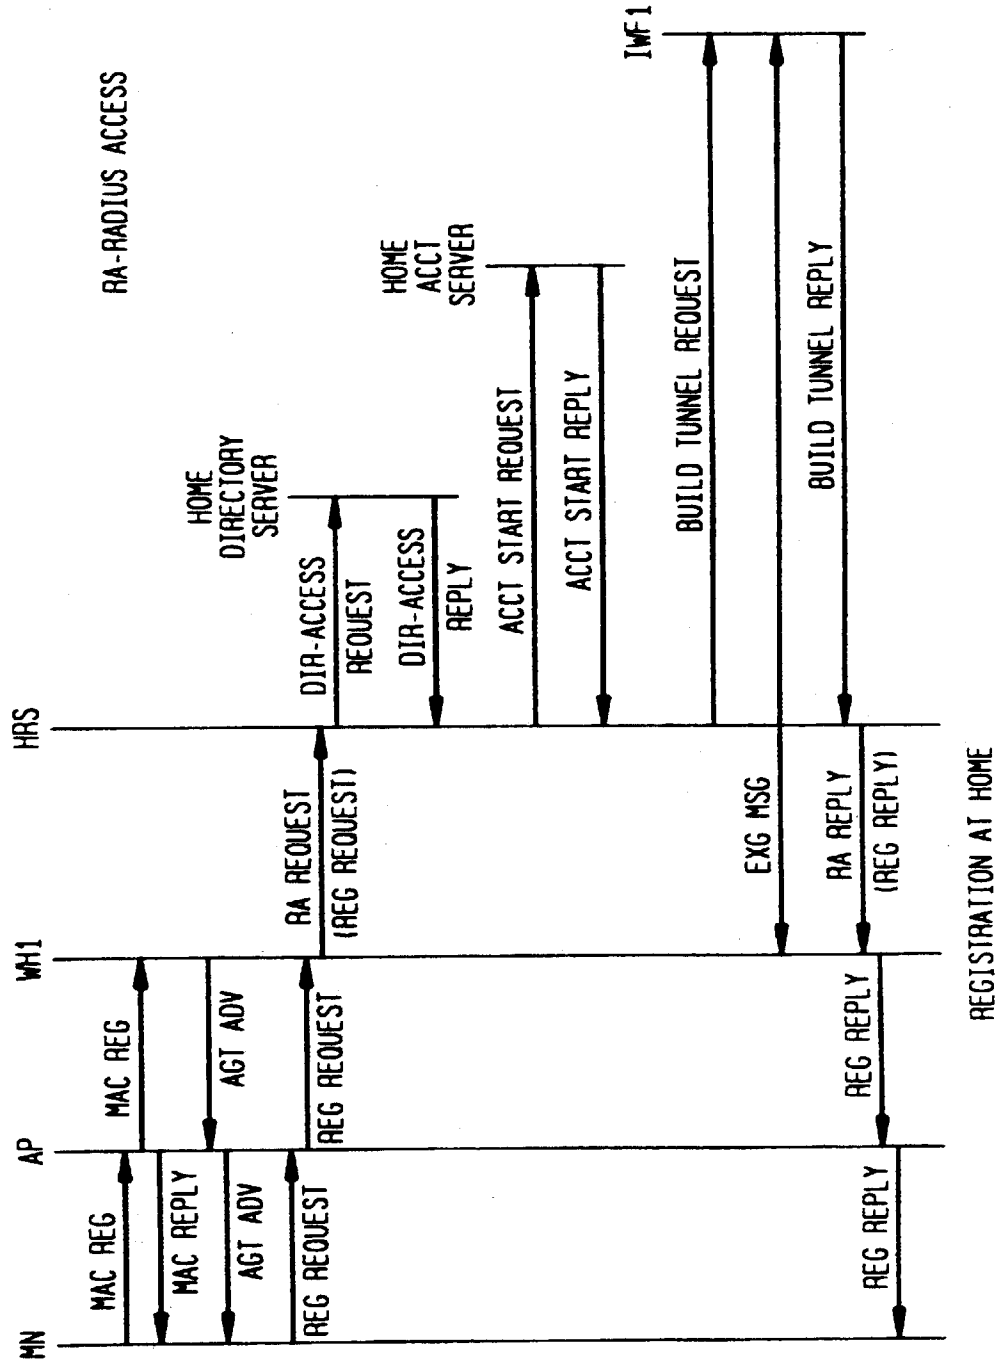 MN
AP
WH1
HRS
HOME
DIRECTORY
SERVER
HOME
ACCT
SERVER
IWF1
RA-RADIUS ACCESS
MAC REG
MAC REG
MAC REPLY
AGT ADV
AGT ADV
REG REQUEST
REG REQUEST
RA REQUEST
(REG REQUEST)
DIR-ACCESS
REQUEST
DIR-ACCESS
REPLY
ACCT START REQUEST
ACCT START REPLY
BUILD TUNNEL REQUEST
EXG MSG
BUILD TUNNEL REPLY
RA REPLY
(REG REPLY)
REG REPLY
REG REPLY
REGISTRATION AT HOME